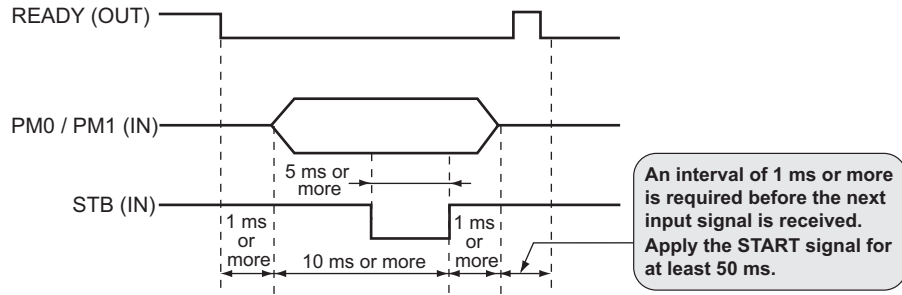 READY (OUT)
PM0 / PM1 (IN)
5 ms or
more
STB (IN)
1 ms
or
more
10 ms or more
1 ms
or
more
An interval of 1 ms or more
is required before the next
input signal is received.
Apply the START signal for
at least 50 ms.